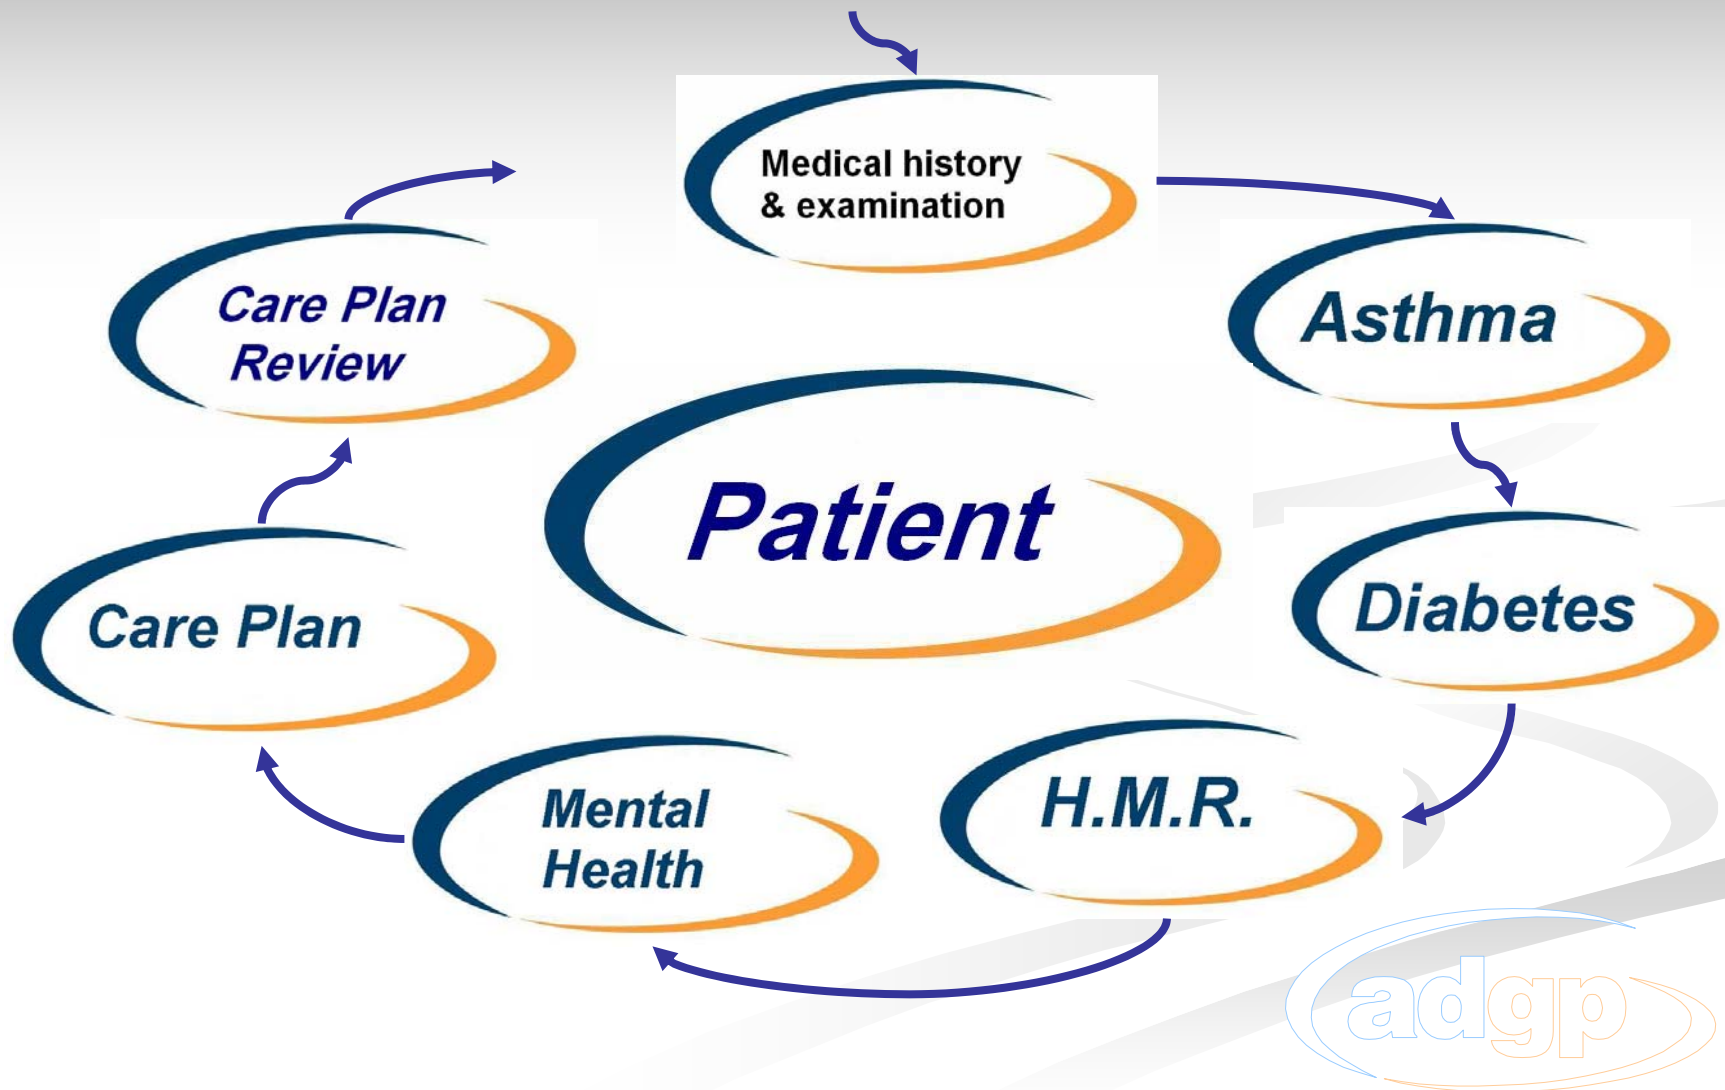 Medical history
& examination
Asthma
Diabetes
H.M.R.
Mental
Health
Care Plan
Care Plan
Review
Patient
adgp